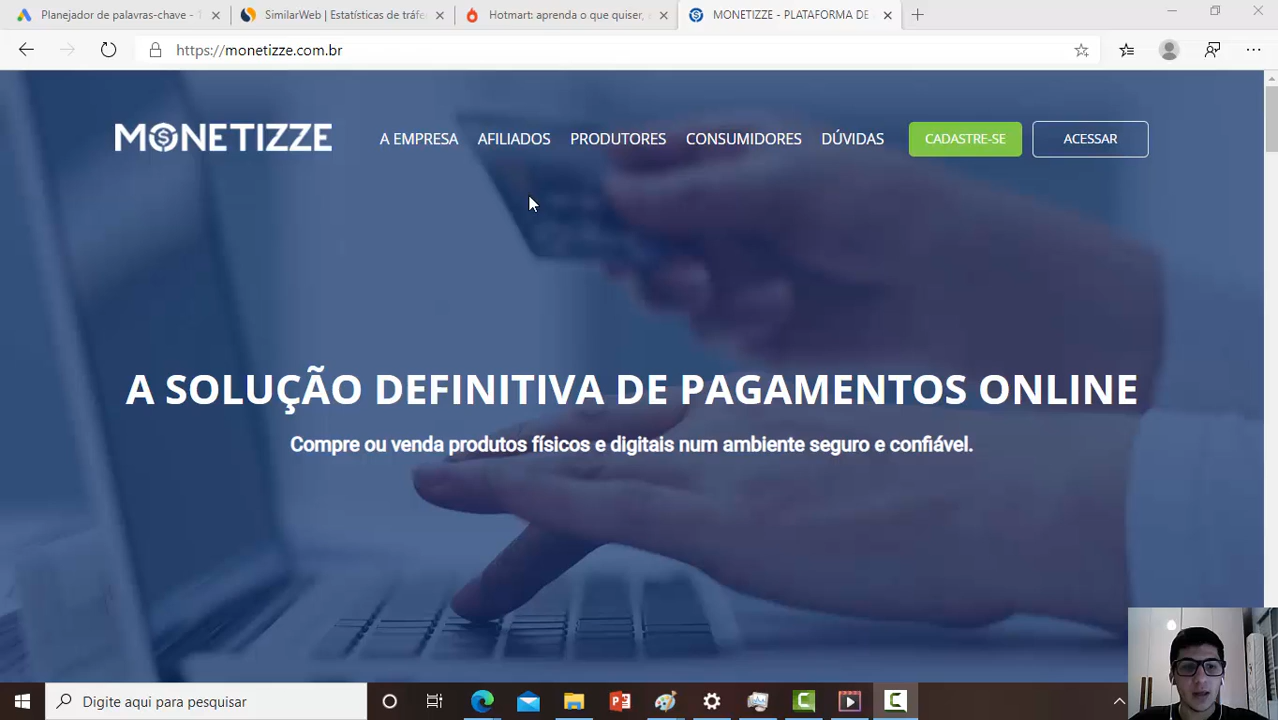 Planejador de palavras-chave - T
SimilarWeb | Estatísticas de tráfe
Hotmart: aprenda o que quiser, a
MONETIZZE - PLATAFORMA DE
https://monetizze.com.br
MONETIZZE
A EMPRESA AFILIADOS PRODUTORES CONSUMIDORES DÚVIDAS CADASTRE-SE ACESSAR
A SOLUÇÃO DEFINITIVA DE PAGAMENTOS ONLINE
Compre ou venda produtos físicos e digitais num ambiente seguro e confiável.
Digite aqui para pesquisar